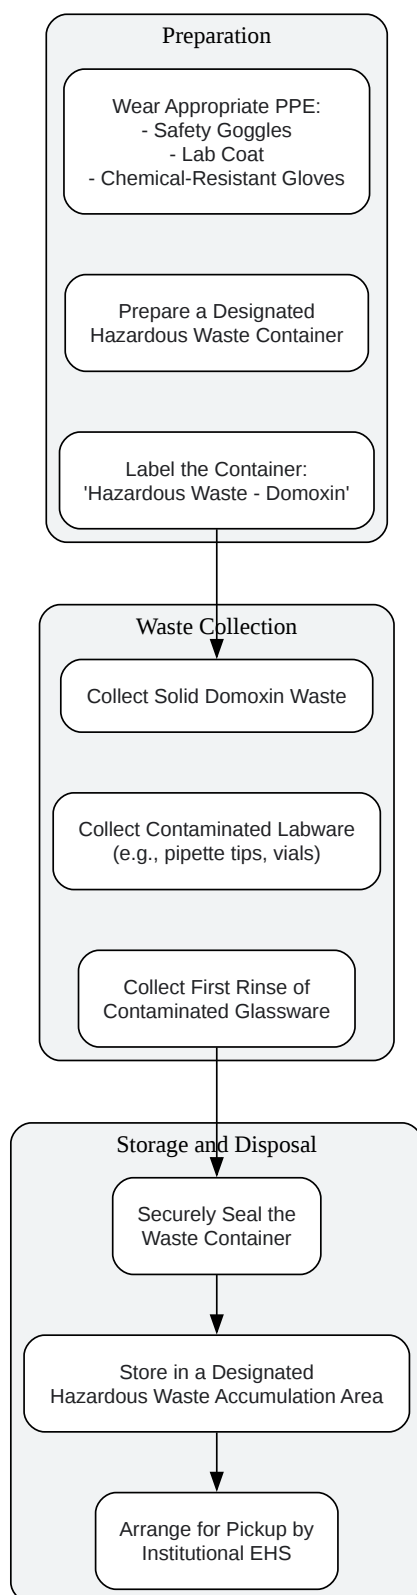 Preparation
Wear Appropriate PPE:
- Safety Goggles
- Lab Coat
- Chemical-Resistant Gloves
Prepare a Designated
Hazardous Waste Container
Label the Container:
'Hazardous Waste - Domoxin'
Waste Collection
Collect Solid Domoxin Waste
Collect Contaminated Labware
(e.g., pipette tips, vials)
Collect First Rinse of
Contaminated Glassware
Storage and Disposal
Securely Seal the
Waste Container
Store in a Designated
Hazardous Waste Accumulation Area
Arrange for Pickup by
Institutional EHS